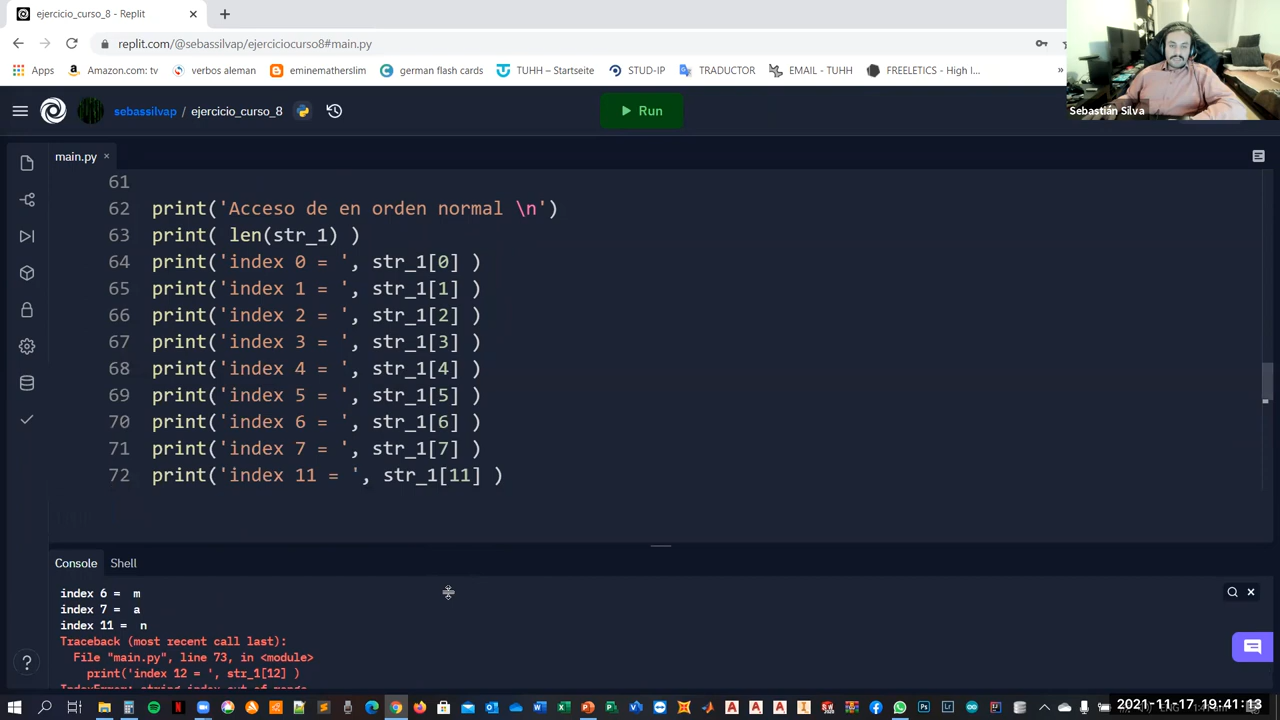 ejercicio_curso_8 - Replit
replit.com/@sebassilvap/ejerciciocurso8#main.py
Apps
Amazon.com: tv
verbos aleman
eminematherslim
german flash cards
TUHH – Startseite
STUD-IP
TRADUCTOR
EMAIL - TUHH
FREELETICS - High I...
»
Sebastián Silva
sebassilvap / ejercicio_curso_8
Run
main.py
61
62 print('Acceso de en orden normal \n')
63 print( len(str_1) )
64 print('index 0 = ', str_1[0] )
65 print('index 1 = ', str_1[1] )
66 print('index 2 = ', str_1[2] )
67 print('index 3 = ', str_1[3] )
68 print('index 4 = ', str_1[4] )
69 print('index 5 = ', str_1[5] )
70 print('index 6 = ', str_1[6] )
71 print('index 7 = ', str_1[7] )
72 print('index 11 = ', str_1[11] )
Console Shell
index 6 =  m
index 7 =  a
index 11 =  n
Traceback (most recent call last):
File "main.py", line 73, in <module>
print('index 12 = ', str_1[12] )
IndexError: string index out of range
2021-11-17 19:41:13